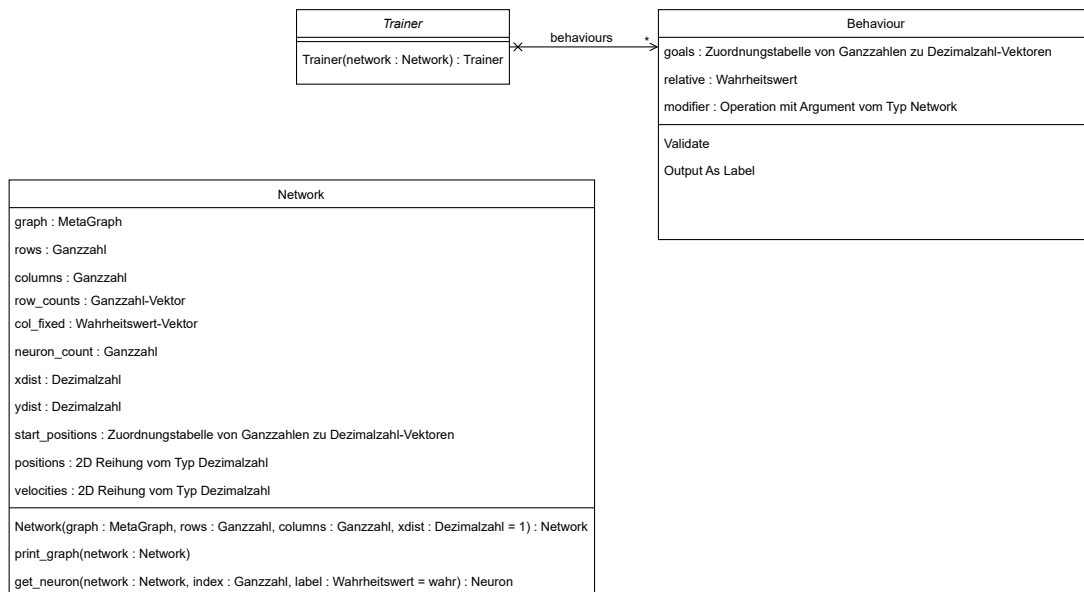 Trainer
Trainer(network : Network) : Trainer
behaviours
*
Behaviour
goals : Zuordnungstabelle von Ganzzahlen zu Dezimalzahl-Vektoren
relative : Wahrheitswert
modifier : Operation mit Argument vom Typ Network
Validate
Output As Label
Network
graph : MetaGraph
rows : Ganzzahl
columns : Ganzzahl
row_counts : Ganzzahl-Vektor
col_fixed : Wahrheitswert-Vektor
neuron_count : Ganzzahl
xdist : Dezimalzahl
ydist : Dezimalzahl
start_positions : Zuordnungstabelle von Ganzzahlen zu Dezimalzahl-Vektoren
positions : 2D Reihung vom Typ Dezimalzahl
velocities : 2D Reihung vom Typ Dezimalzahl
Network(graph : MetaGraph, rows : Ganzzahl, columns : Ganzzahl, xdist : Dezimalzahl = 1) : Network
print_graph(network : Network)
get_neuron(network : Network, index : Ganzzahl, label : Wahrheitswert = wahr) : Neuron